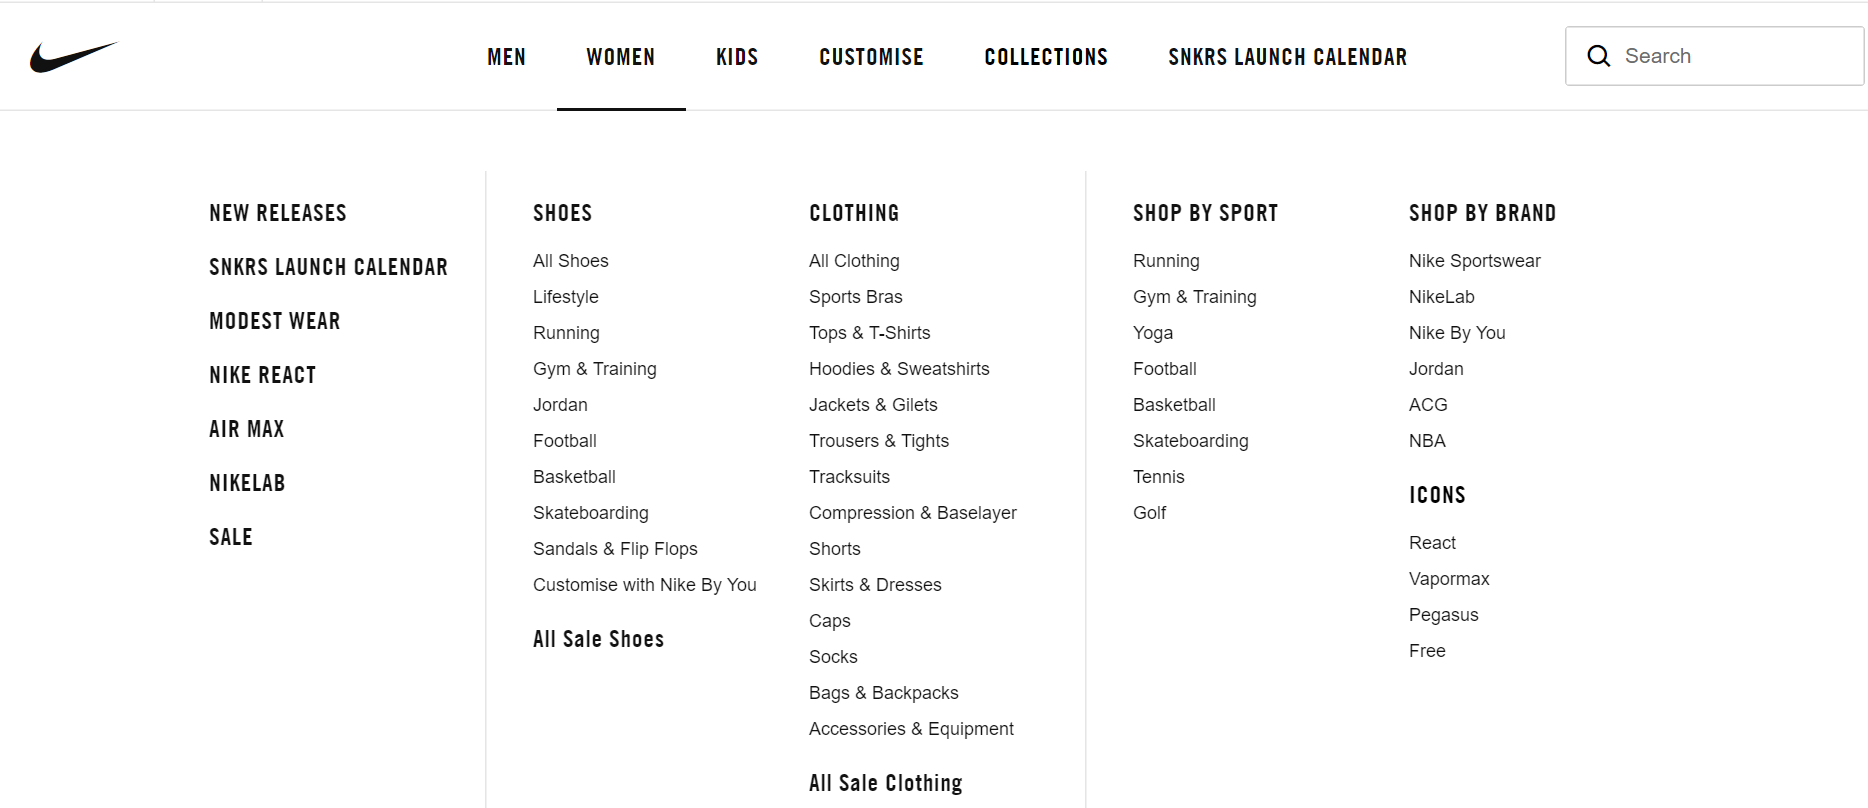 MEN
WOMEN
KIDS
CUSTOMISE
COLLECTIONS
SNKRS LAUNCH CALENDAR
Search
NEW RELEASES
SNKRS LAUNCH CALENDAR
MODEST WEAR
NIKE REACT
AIR MAX
NIKELAB
SALE
SHOES
All Shoes
Lifestyle
Running
Gym & Training
Jordan
Football
Basketball
Skateboarding
Sandals & Flip Flops
Customise with Nike By You
All Sale Shoes
CLOTHING
All Clothing
Sports Bras
Tops & T-Shirts
Hoodies & Sweatshirts
Jackets & Gilets
Trousers & Tights
Tracksuits
Compression & Baselayer
Shorts
Skirts & Dresses
Caps
Socks
Bags & Backpacks
Accessories & Equipment
All Sale Clothing
SHOP BY SPORT
Running
Gym & Training
Yoga
Football
Basketball
Skateboarding
Tennis
Golf
SHOP BY BRAND
Nike Sportswear
NikeLab
Nike By You
Jordan
ACG
NBA
ICONS
React
Vapormax
Pegasus
Free